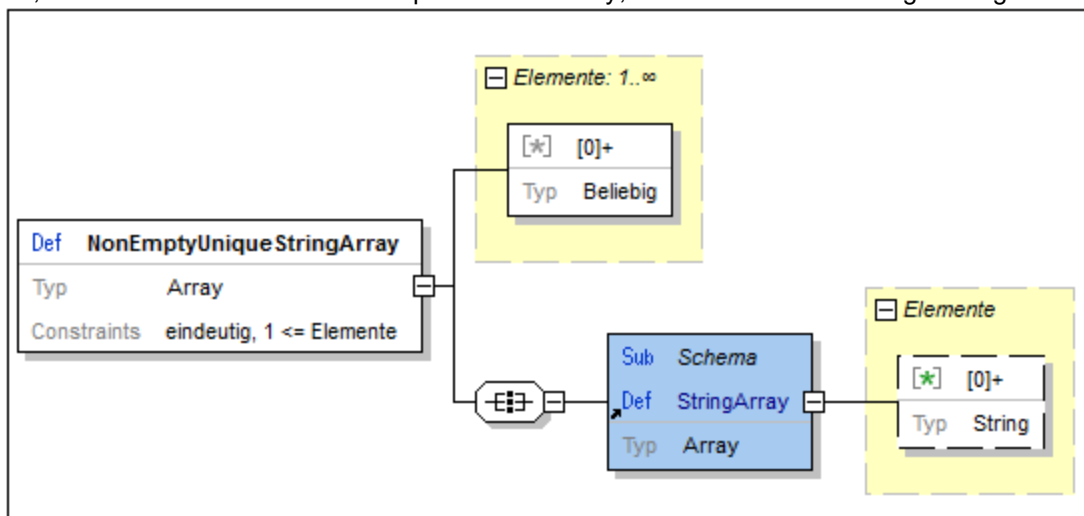 Elemente: 1..∞
[*] [0]+
Typ Beliebig
Def NonEmptyUniqueStringArray
Typ Array
Constraints eindeutig, 1 <= Elemente
Elemente
Sub Schema
Def StringArray
Typ Array
[*] [0]+
Typ String